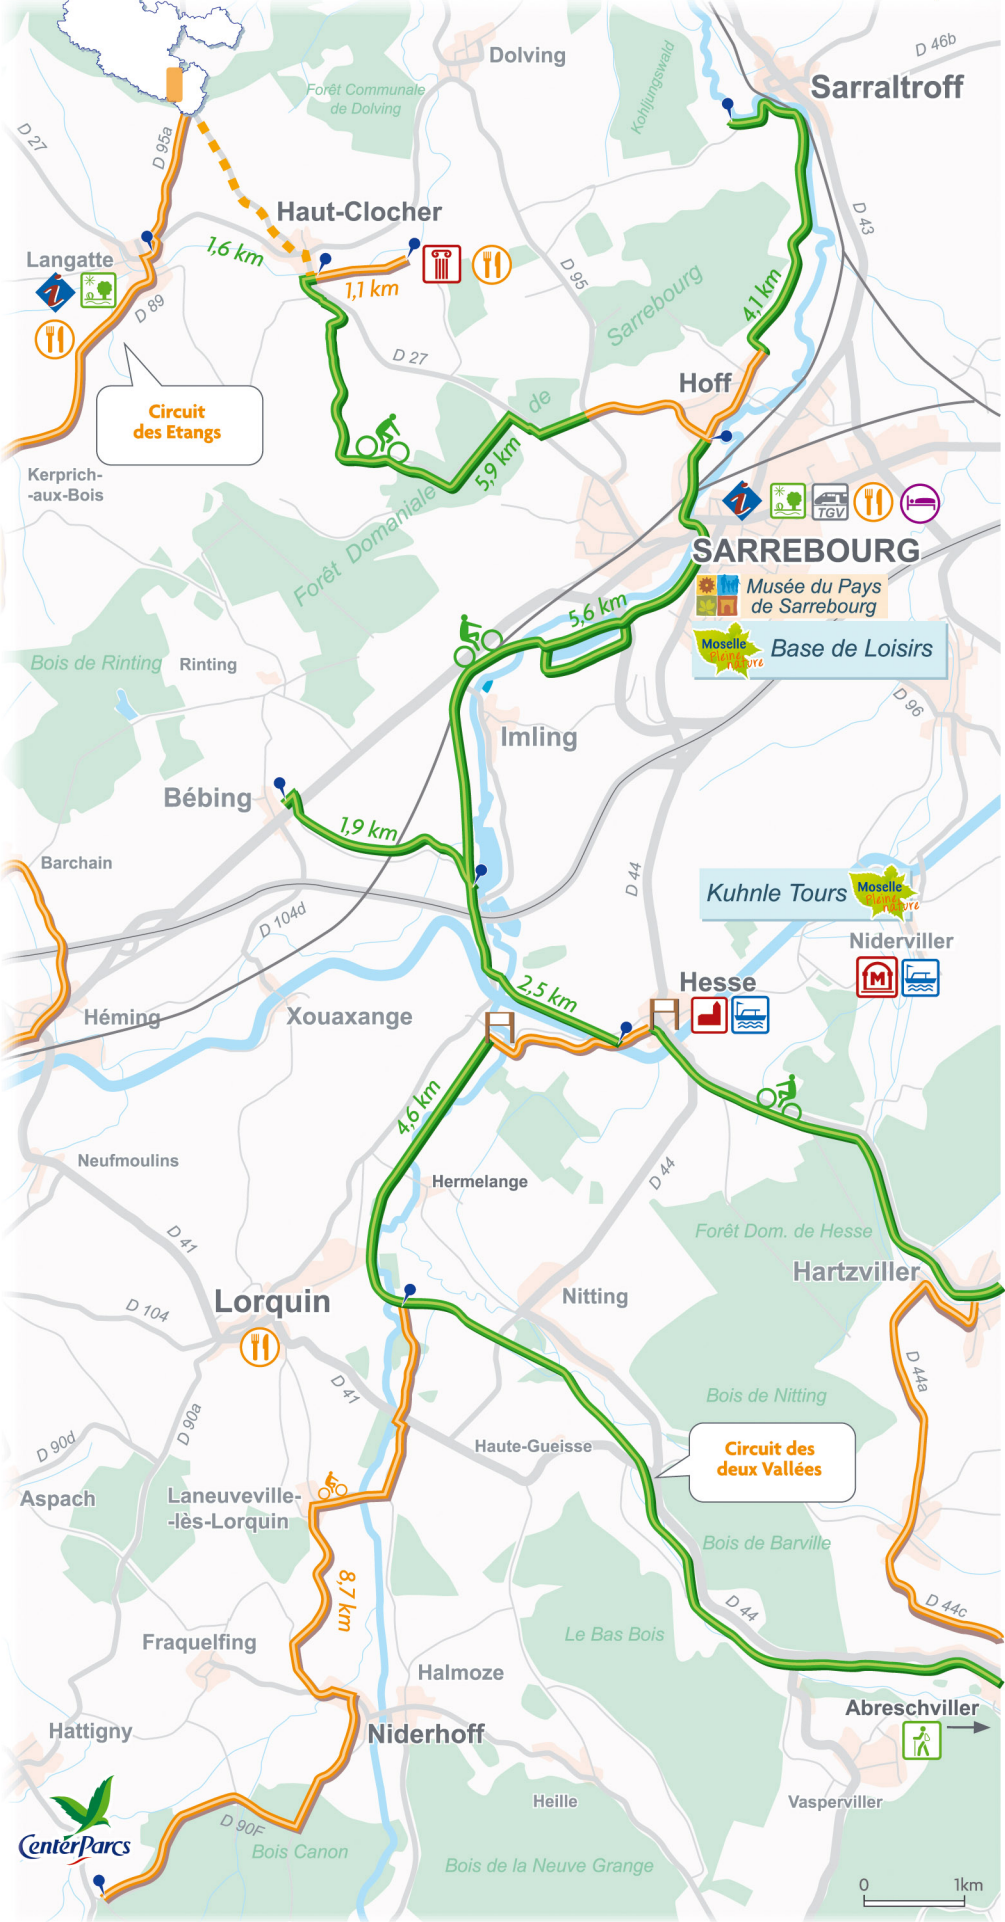 Dolving
D 46b
Sarraltroff
Forêt Communale
de Dolving
Kohljungswald
D 27
D 95a
Haut-Clocher
D 43
1,6 km
Langatte
1,1 km
D 95
D 89
Sarrebourg
4,1 km
D 27
Hoff
Circuit
des Etangs
de
5,9 km
Kerprich-
-aux-Bois
Forêt Domaniale
TGV
SARREBOURG
Musée du Pays
de Sarrebourg
5,6 km
Moselle
Pleine
nature
Base de Loisirs
Bois de Rinting
Rinting
D 96
Imling
Bébing
1,9 km
Barchain
D 44
Kuhnle Tours
Moselle
Pleine
nature
D 104d
Niderviller
M
Hesse
2,5 km
Héming
Xouaxange
4,6 km
Neufmoulins
Hermelange
D 44
Forêt Dom. de Hesse
D 41
Hartzviller
Lorquin
Nitting
D 104
D 44a
D 41
Bois de Nitting
D 90a
D 90d
Haute-Gueisse
Circuit des
deux Vallées
Aspach
Laneuveville-
-lès-Lorquin
Bois de Barville
8,7 km
D 44
D 44c
Le Bas Bois
Fraquelfing
Halmoze
Abreschviller
Hattigny
Niderhoff
Heille
Vasperviller
D 90F
CenterParcs
Bois Canon
Bois de la Neuve Grange
0
1km